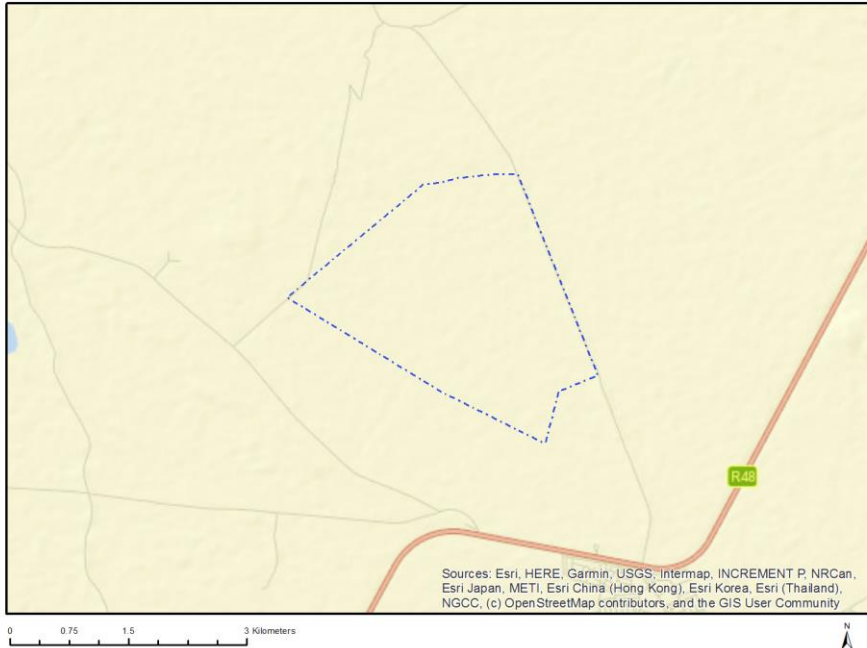 R48
Sources: Esri, HERE, Garmin, USGS, Intermap, INCREMENT P, NRCan,
Esri Japan, METI, Esri China (Hong Kong), Esri Korea, Esri (Thailand),
NGCC, (c) OpenStreetMap contributors, and the GIS User Community
0 0.75 1.5 3 Kilometers
N